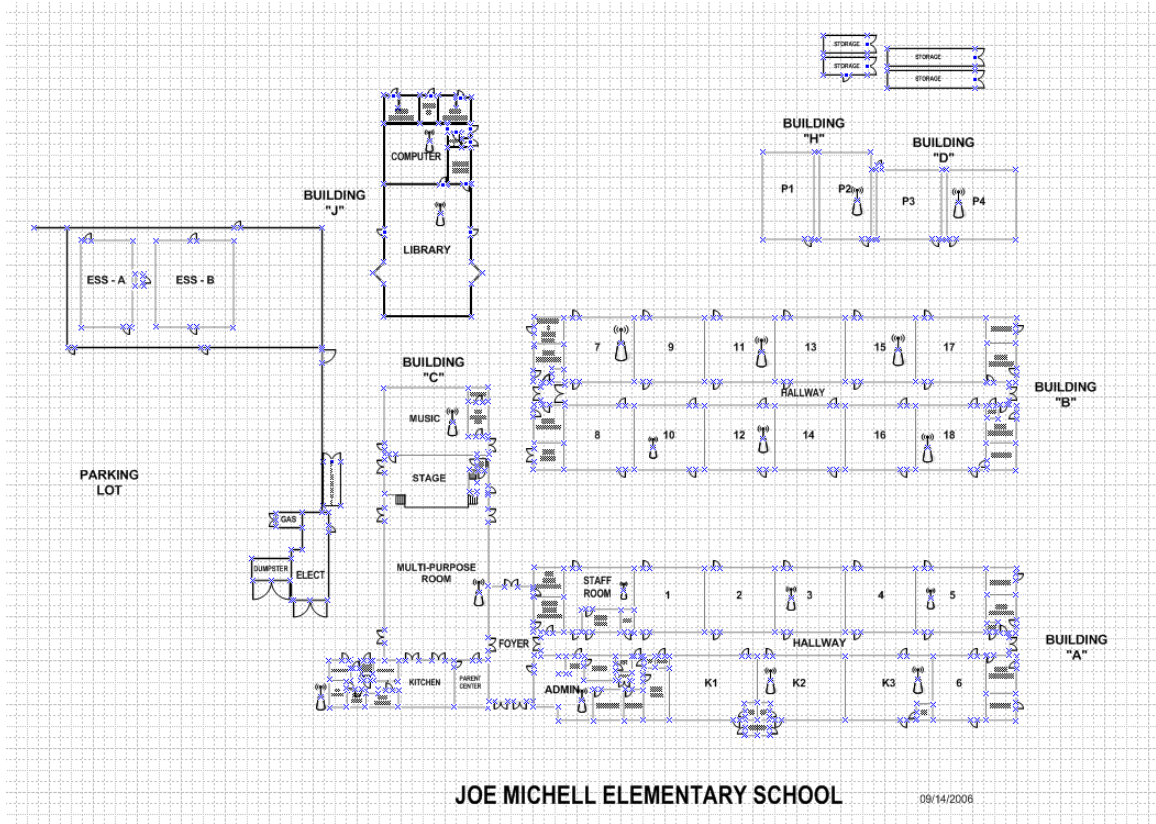 STORAGE
STORAGE
STORAGE
STORAGE
BUILDING
"H"
BUILDING
"D"
P1
P2
P3
P4
COMPUTER
BUILDING
"J"
LIBRARY
ESS - A
ESS - B
7
9
11
13
15
17
HALLWAY
8
10
12
14
16
18
BUILDING
"B"
BUILDING
"C"
MUSIC
STAGE
PARKING
LOT
GAS
DUMPSTER
ELECT
MULTI-PURPOSE
ROOM
STAFF
ROOM
1
2
3
4
5
FOYER
HALLWAY
BUILDING
"A"
KITCHEN
PARENT
CENTER
ADMIN
K1
K2
K3
6
JOE MICHELL ELEMENTARY SCHOOL
09/14/2006